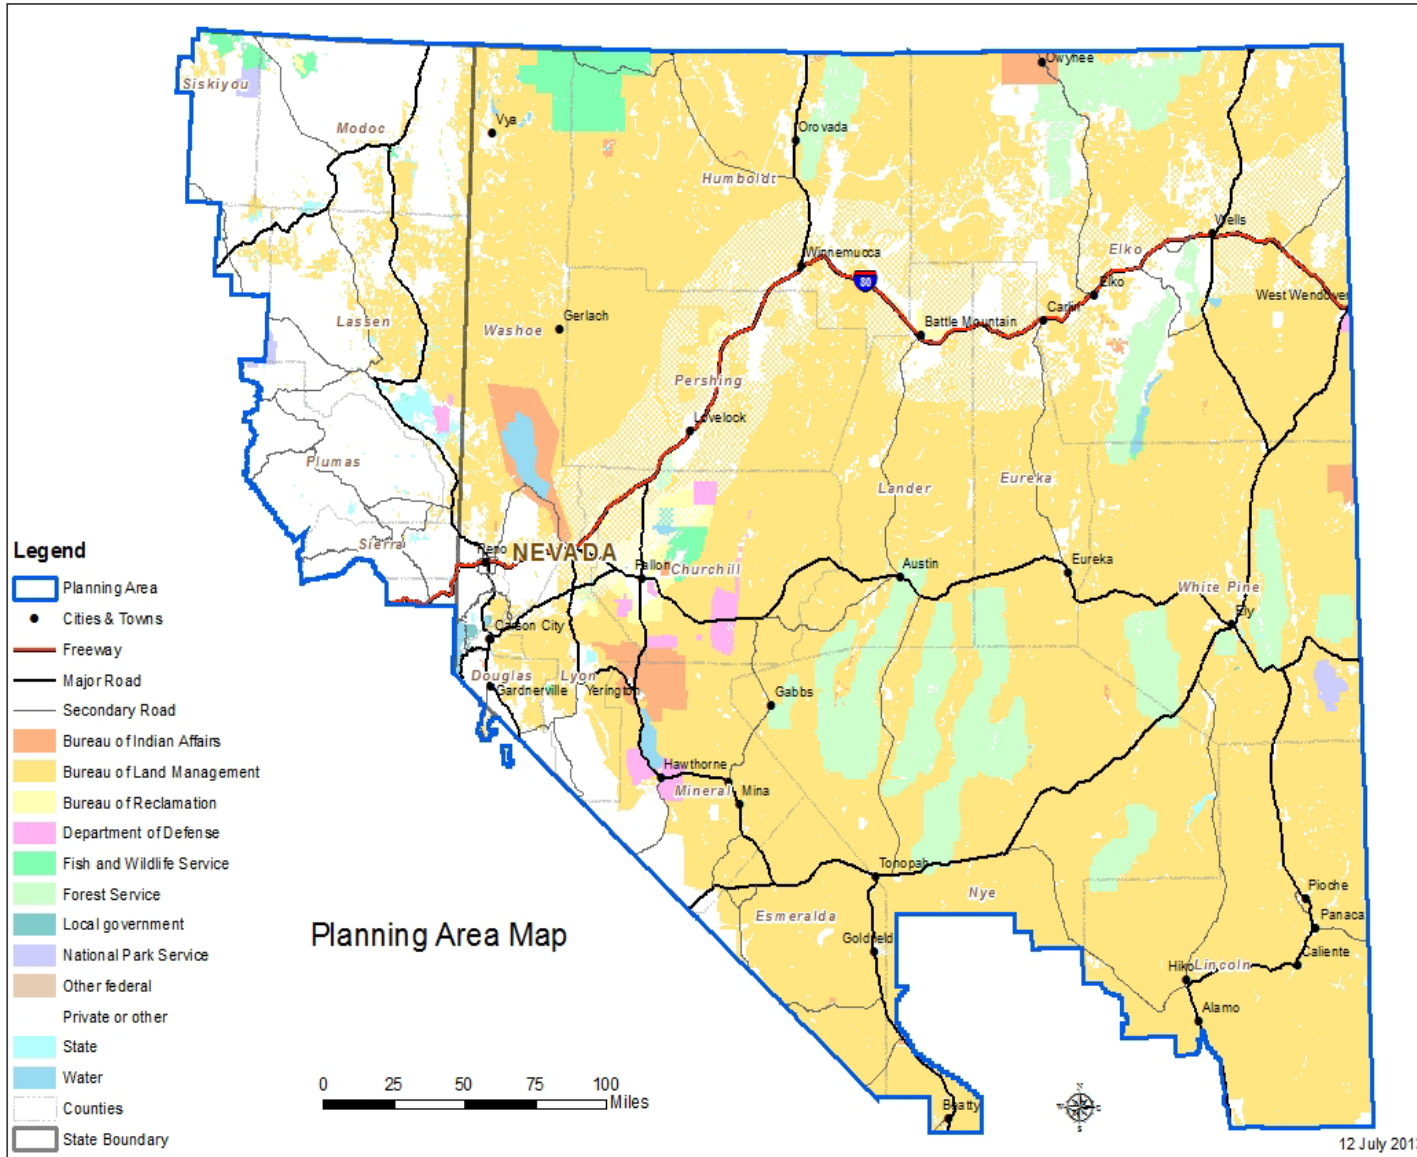 Siskiyou
Modoc
Vya
Owyhee
Orovada
Humboldt
Winnemucca
80
Wells
Elko
Elko
West Wendover
Carlin
Battle Mountain
Lassen
Washoe
Gerlach
Pershing
Lovelock
Plumas
Lander
Eureka
Sierra
Reno
NEVADA
Fallon
Churchill
Austin
Eureka
White Pine
Ely
Carson City
Douglas
Lyon
Yerington
Gardnerville
Gabbs
Hawthorne
Mineral
Mina
Tonopah
Nye
Pioche
Panaca
Esmeralda
Goldfield
Caliente
Hiko
Lincoln
Alamo
Beatty
Legend
Planning Area
Cities & Towns
Freeway
Major Road
Secondary Road
Bureau of Indian Affairs
Bureau of Land Management
Bureau of Reclamation
Department of Defense
Fish and Wildlife Service
Forest Service
Local government
National Park Service
Other federal
Private or other
State
Water
Counties
State Boundary
Planning Area Map
0 25 50 75 100
Miles
N
S
12 July 2013